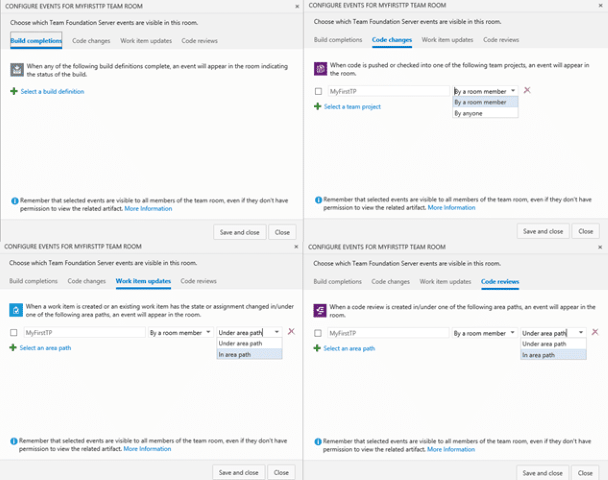 CONFIGURE EVENTS FOR MYFIRSTTP TEAM ROOM
Choose which Team Foundation Server events are visible in this room.
Build completions Code changes Work item updates Code reviews
When any of the following build definitions complete, an event will appear in the room indicating
the status of the build.
Select a build definition
Remember that selected events are visible to all members of the team room, even if they don't have
permission to view the related artifact. More Information
Save and close Close
CONFIGURE EVENTS FOR MYFIRSTTP TEAM ROOM
Choose which Team Foundation Server events are visible in this room.
Build completions Code changes Work item updates Code reviews
When code is pushed or checked into one of the following team projects, an event will appear in
the room.
MyFirstTP By a room member
By a room member
Select a team project
By anyone
Remember that selected events are visible to all members of the team room, even if they don't have
permission to view the related artifact. More Information
Save and close Close
CONFIGURE EVENTS FOR MYFIRSTTP TEAM ROOM
Choose which Team Foundation Server events are visible in this room.
Build completions Code changes Work item updates Code reviews
When a work item is created or an existing work item has the state or assignment changed in/under
one of the following area paths, an event will appear in the room.
MyFirstTP By a room member Under area path
Under area path
Select an area path
In area path
Remember that selected events are visible to all members of the team room, even if they don't have
permission to view the related artifact. More Information
Save and close Close
CONFIGURE EVENTS FOR MYFIRSTTP TEAM ROOM
Choose which Team Foundation Server events are visible in this room.
Build completions Code changes Work item updates Code reviews
When a code review is created in/under one of the following area paths, an event will appear in the
room.
MyFirstTP By a room member Under area path
Under area path
Select an area path
In area path
Remember that selected events are visible to all members of the team room, even if they don't have
permission to view the related artifact. More Information
Save and close Close